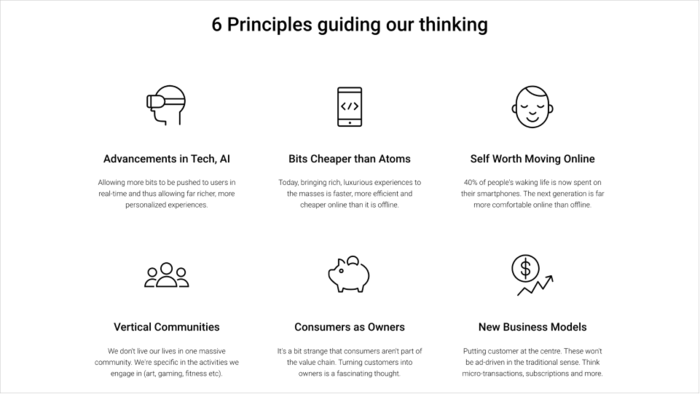 6 Principles guiding our thinking
</>
Advancements in Tech, AI
Allowing more bits to be pushed to users in
real-time and thus allowing far richer, more
personalized experiences.
Bits Cheaper than Atoms
Today, bringing rich, luxurious experiences to
the masses is faster, more efficient and
cheaper online than it is offline.
Self Worth Moving Online
40% of people's waking life is now spent on
their smartphones. The next generation is far
more comfortable online than offline.
$
Vertical Communities
We don't live our lives in one massive
community. We're specific in the activities we
engage in (art, gaming, fitness etc).
Consumers as Owners
It's a bit strange that consumers aren't part of
the value chain. Turning customers into
owners is a fascinating thought.
New Business Models
Putting customer at the centre. These won't
be ad-driven in the traditional sense. Think
micro-transactions, subscriptions and more.